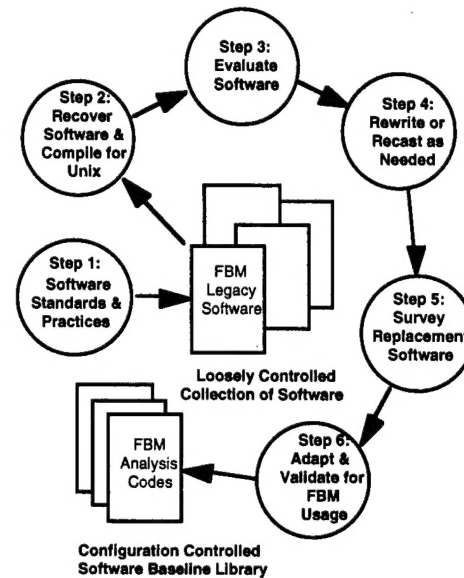 Step 1:
Software
Standards &
Practices
FBM
Legacy
Software
Loosely Controlled
Collection of Software
Step 2:
Recover
Software &
Compile for
Unix
Step 3:
Evaluate
Software
Step 4:
Rewrite or
Recast as
Needed
Step 5:
Survey
Replacement
Software
Step 6:
Adapt &
Validate for
FBM
Usage
FBM
Analysis
Codes
Configuration Controlled
Software Baseline Library